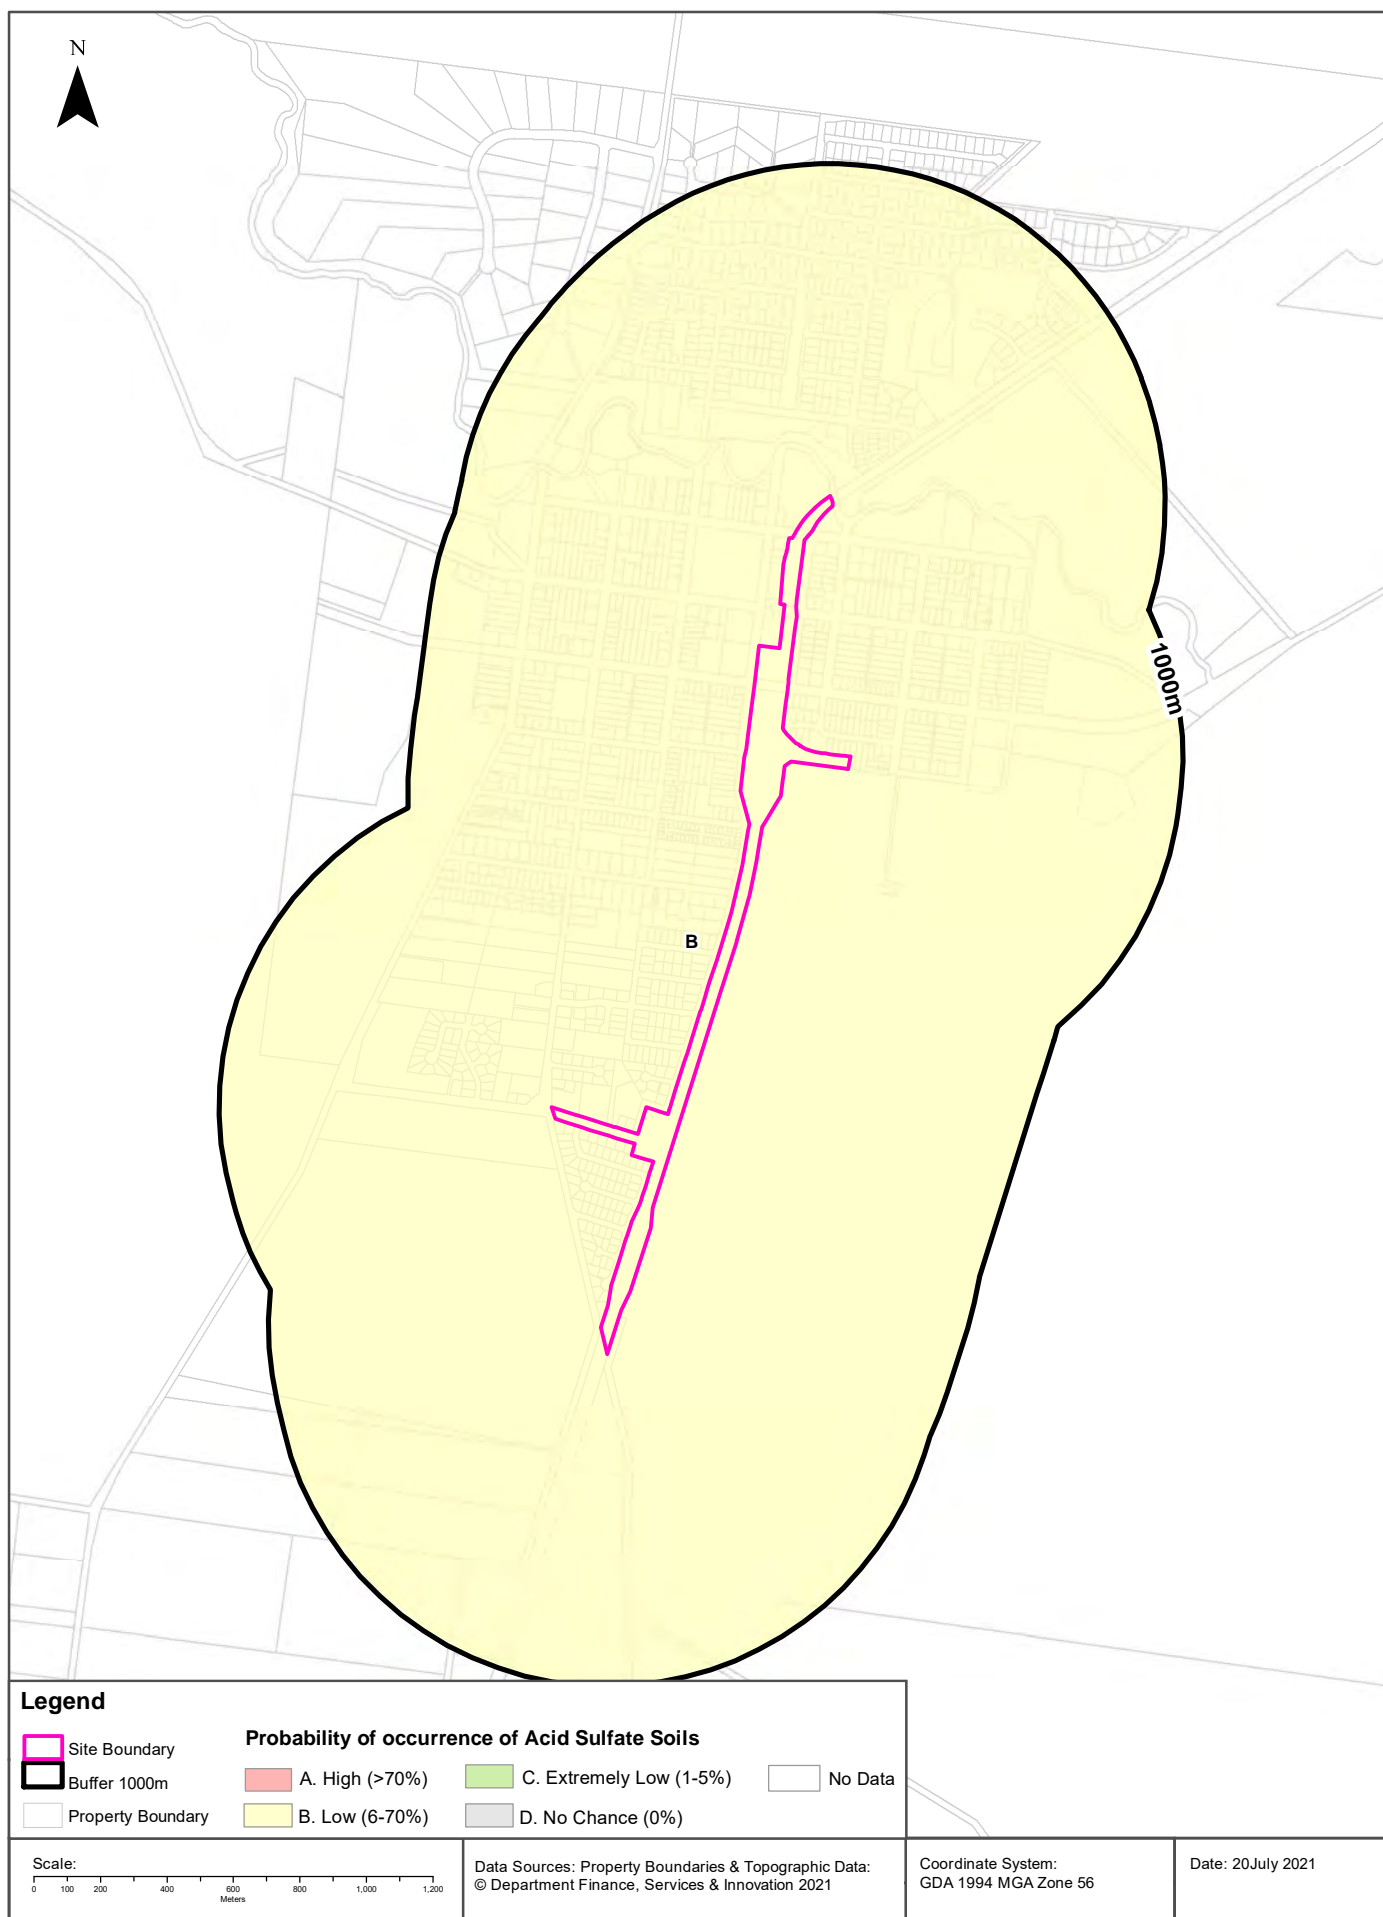 N
1000m
B
Legend
Site Boundary
Buffer 1000m
Property Boundary
Probability of occurrence of Acid Sulfate Soils
A. High (>70%)
C. Extremely Low (1-5%)
No Data
B. Low (6-70%)
D. No Chance (0%)
Scale:
0 100 200 400 600 800 1,000 1,200
Meters
Data Sources: Property Boundaries & Topographic Data:
© Department Finance, Services & Innovation 2021
Coordinate System:
GDA 1994 MGA Zone 56
Date: 20July 2021